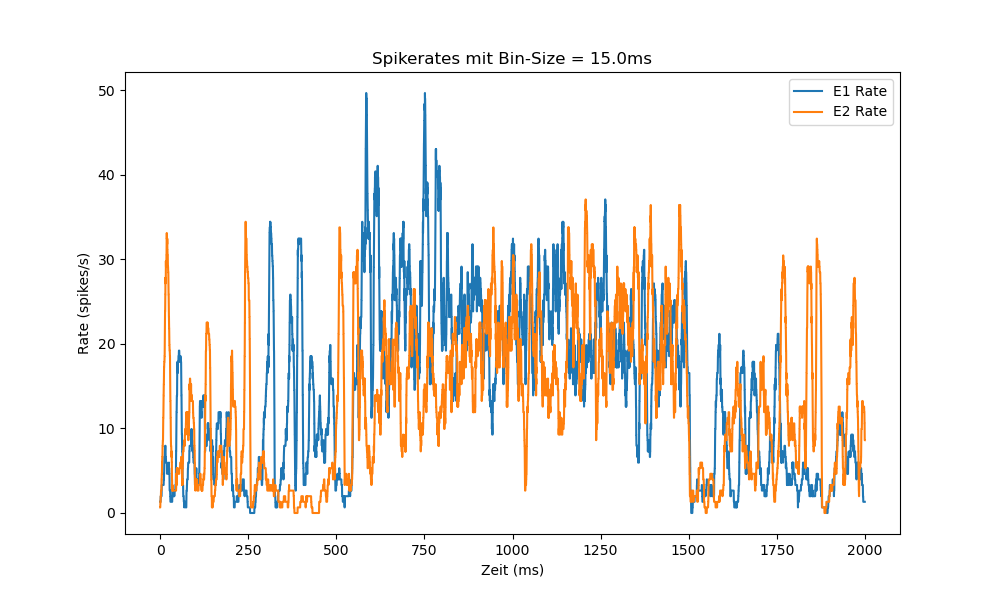 Spikerates mit Bin-Size = 15.0ms
E1 Rate
E2 Rate
50
40
30
20
10
0
Rate (spikes/s)
0 250 500 750 1000 1250 1500 1750 2000
Zeit (ms)